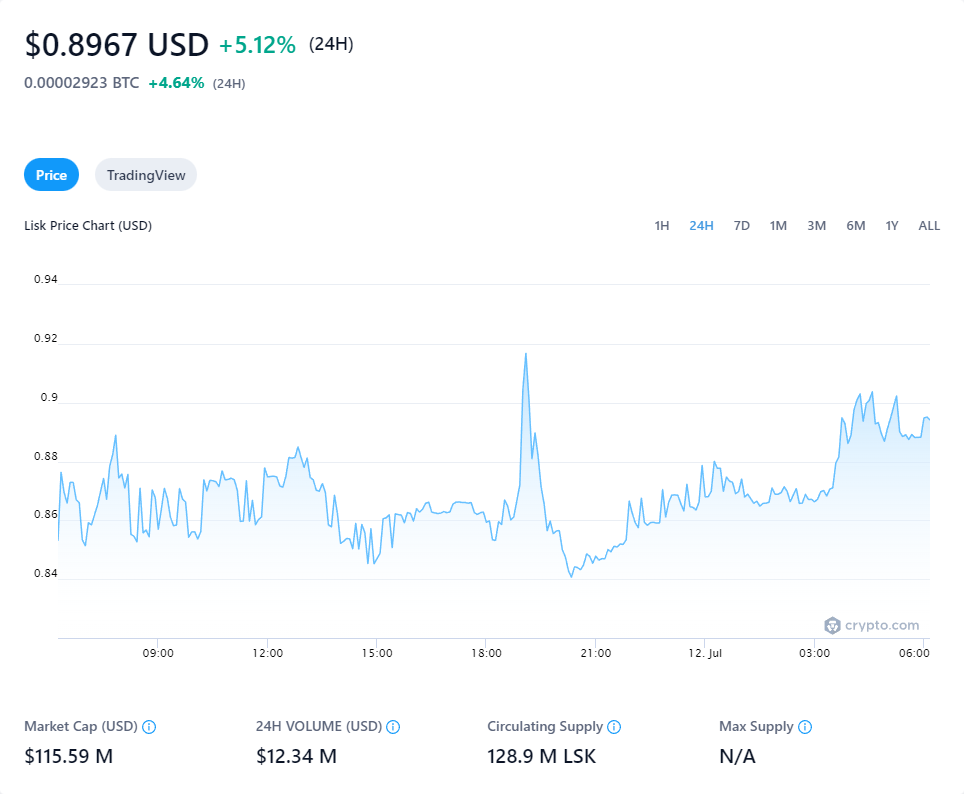 $0.8967 USD +5.12% (24H)
0.00002923 BTC +4.64% (24H)
Price TradingView
Lisk Price Chart (USD) 1H 24H 7D 1M 3M 6M 1Y ALL
0.94
0.92
0.9
0.88
0.86
0.84
crypto.com
09:00 12:00 15:00 18:00 21:00 12. Jul 03:00 06:00
Market Cap (USD) 24H VOLUME (USD) Circulating Supply Max Supply
$115.59 M $12.34 M 128.9 M LSK N/A